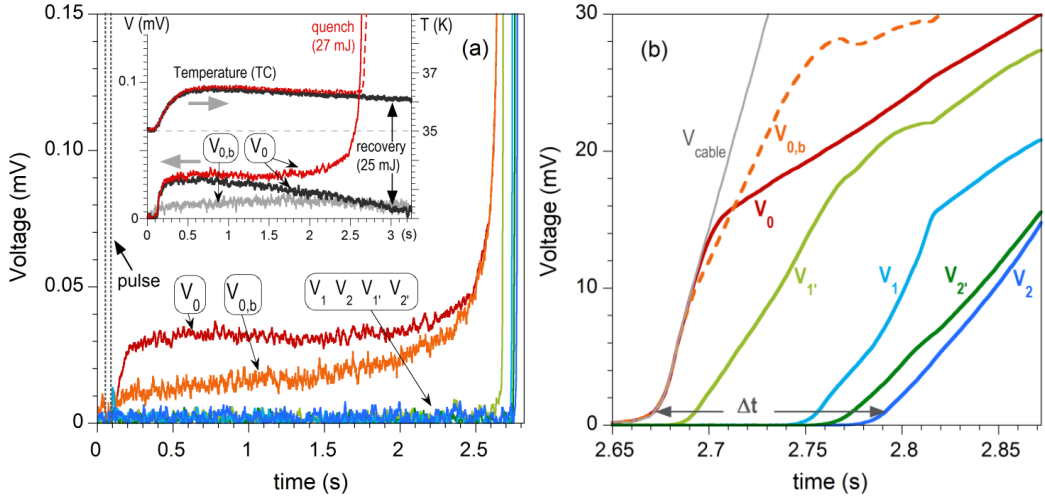 V (mV)
quench
(27 mJ)
T (K)
(a)
0.15
0.10
0.05
0
Voltage (mV)
0.1
0
37
35
Temperature (TC)
V0,b
V0
recovery
(25 mJ)
0 0.5 1 1.5 2 2.5 3 (s)
pulse
V0
V0,b
V1 V2 V1' V2'
0 0.5 1 1.5 2 2.5
time (s)
(b)
30
20
10
0
Voltage (mV)
Vcable
V0,b
V0
V1'
V1
V2'
V2
Δt
2.65 2.7 2.75 2.8 2.85
time (s)